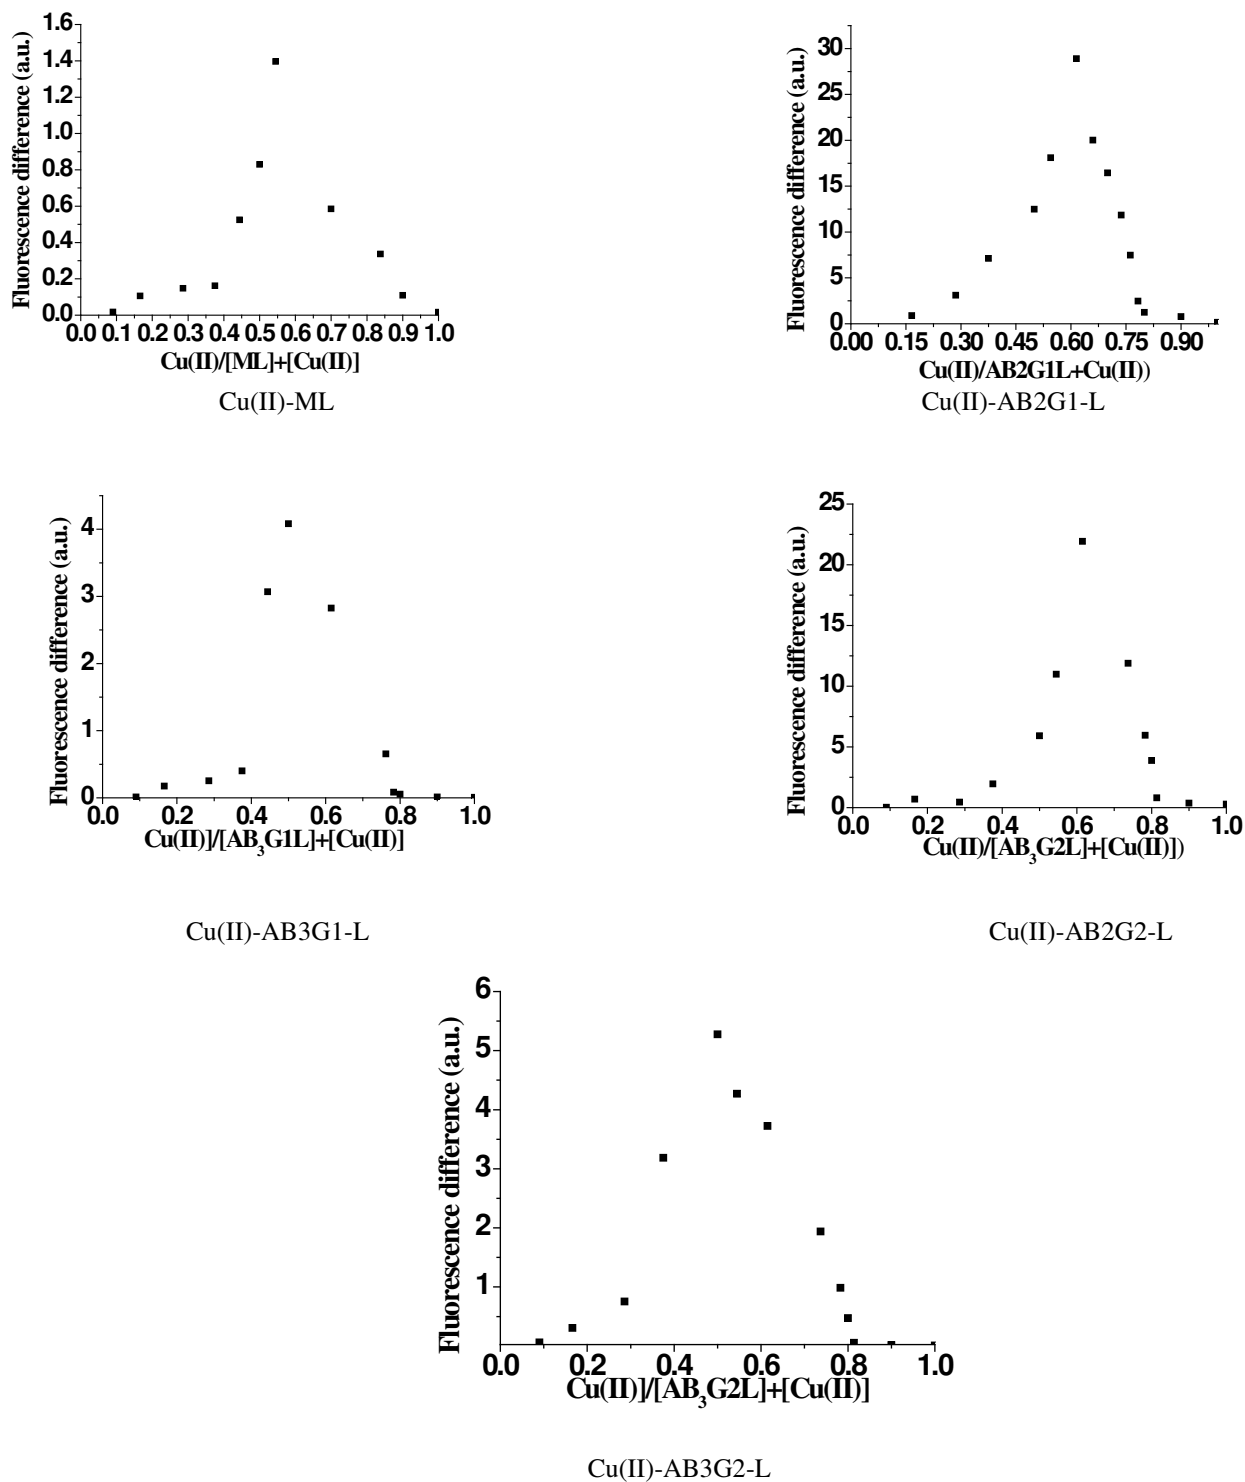 1.6
1.4
1.2
1.0
0.8
0.6
0.4
0.2
0.0
Fluorescence difference (a.u.)
0.0 0.1 0.2 0.3 0.4 0.5 0.6 0.7 0.8 0.9 1.0
Cu(II)/[ML]+[Cu(II)]
Cu(II)-ML
30
25
20
15
10
5
0
Fluorescence difference (a.u.)
0.00 0.15 0.30 0.45 0.60 0.75 0.90
Cu(II)/AB2G1L+Cu(II))
Cu(II)-AB2G1-L
4
3
2
1
0
Fluorescence difference (a.u.)
0.0 0.2 0.4 0.6 0.8 1.0
Cu(II)]/[AB₃G1L]+[Cu(II)]
Cu(II)-AB3G1-L
25
20
15
10
5
0
Fluorescence difference (a.u.)
0.0 0.2 0.4 0.6 0.8 1.0
Cu(II)/[AB₃G2L]+[Cu(II)])
Cu(II)-AB2G2-L
6
5
4
3
2
1
Fluorescence difference (a.u.)
0.0 0.2 0.4 0.6 0.8 1.0
Cu(II)]/[AB₃G2L]+[Cu(II)]
Cu(II)-AB3G2-L